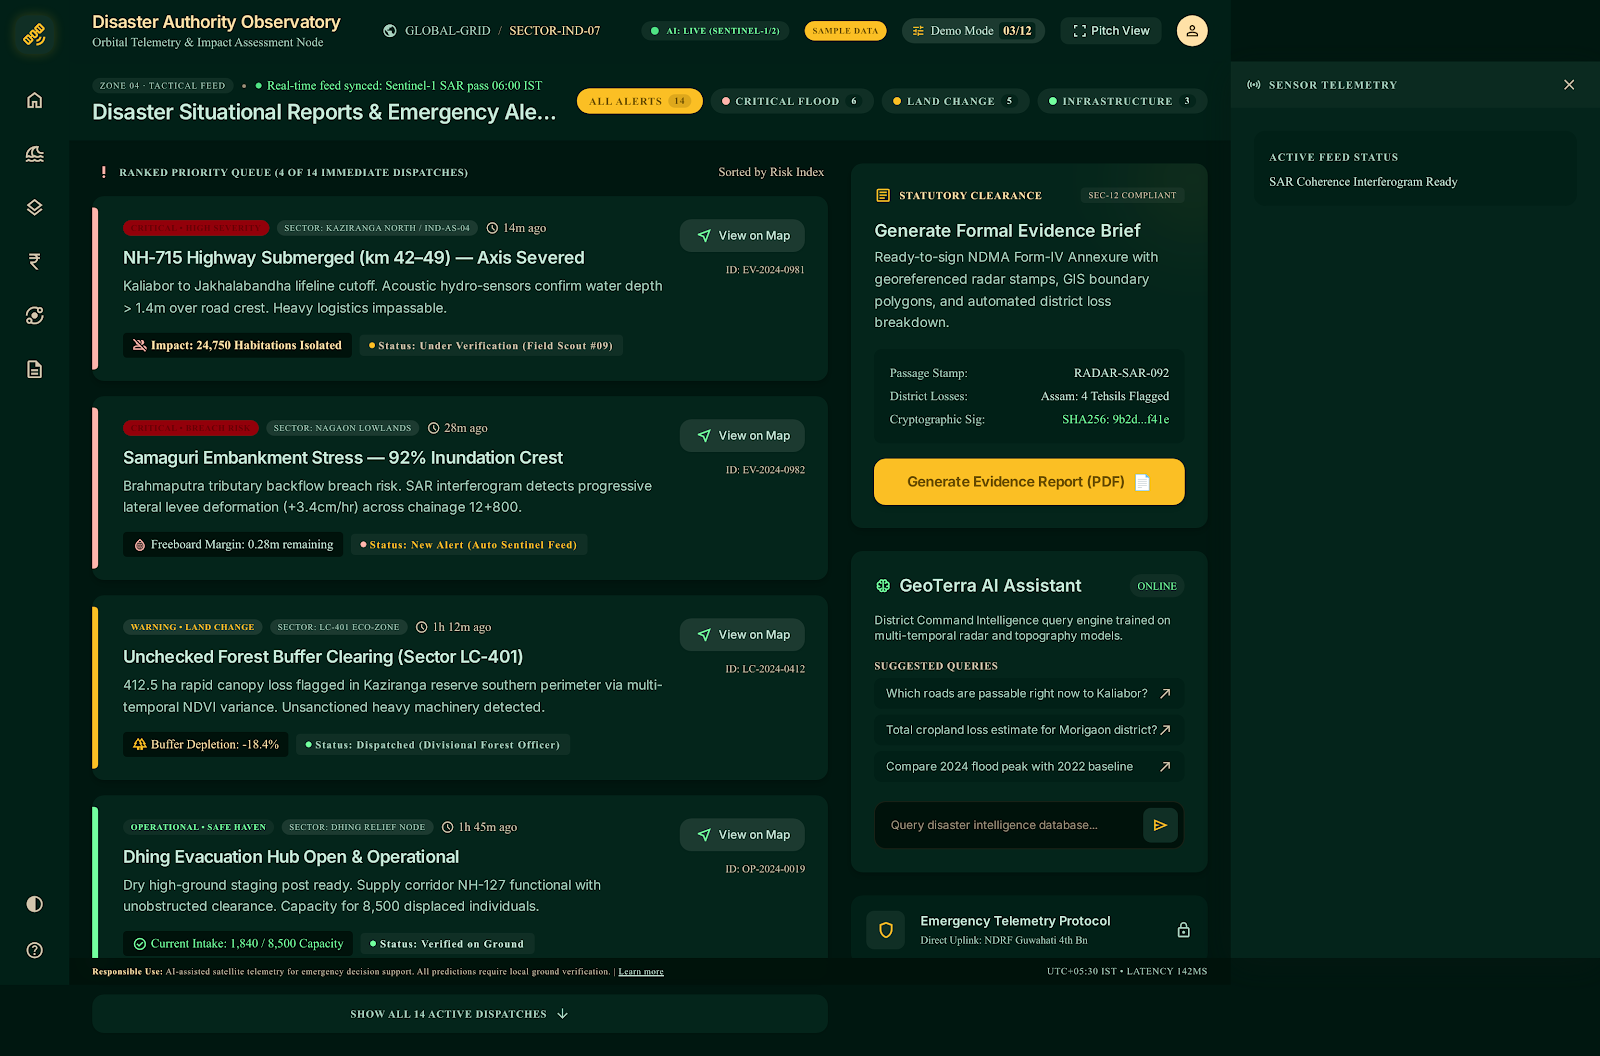 Disaster Authority Observatory
Orbital Telemetry & Impact Assessment Node
GLOBAL-GRID / SECTOR-IND-07
AI: LIVE (SENTINEL-1/2)
SAMPLE DATA
Demo Mode 03/12
Pitch View
ZONE 04 · TACTICAL FEED • Real-time feed synced: Sentinel-1 SAR pass 06:00 IST
Disaster Situational Reports & Emergency Ale...
ALL ALERTS 14
CRITICAL FLOOD 6
LAND CHANGE 5
INFRASTRUCTURE 3
SENSOR TELEMETRY
ACTIVE FEED STATUS
SAR Coherence Interferogram Ready
! RANKED PRIORITY QUEUE (4 OF 14 IMMEDIATE DISPATCHES)
Sorted by Risk Index
CRITICAL • HIGH SEVERITY
SECTOR: KAZIRANGA NORTH / IND-AS-04
14m ago
View on Map
NH-715 Highway Submerged (km 42–49) — Axis Severed
ID: EV-2024-0981
Kaliabor to Jakhalabandha lifeline cutoff. Acoustic hydro-sensors confirm water depth
> 1.4m over road crest. Heavy logistics impassable.
Impact: 24,750 Habitations Isolated
Status: Under Verification (Field Scout #09)
CRITICAL • BREACH RISK
SECTOR: NAGAON LOWLANDS
28m ago
View on Map
Samaguri Embankment Stress — 92% Inundation Crest
ID: EV-2024-0982
Brahmaputra tributary backflow breach risk. SAR interferogram detects progressive
lateral levee deformation (+3.4cm/hr) across chainage 12+800.
Freeboard Margin: 0.28m remaining
Status: New Alert (Auto Sentinel Feed)
WARNING • LAND CHANGE
SECTOR: LC-401 ECO-ZONE
1h 12m ago
View on Map
Unchecked Forest Buffer Clearing (Sector LC-401)
ID: LC-2024-0412
412.5 ha rapid canopy loss flagged in Kaziranga reserve southern perimeter via multi-
temporal NDVI variance. Unsanctioned heavy machinery detected.
Buffer Depletion: -18.4%
Status: Dispatched (Divisional Forest Officer)
OPERATIONAL • SAFE HAVEN
SECTOR: DHING RELIEF NODE
1h 45m ago
View on Map
Dhing Evacuation Hub Open & Operational
ID: OP-2024-0019
Dry high-ground staging post ready. Supply corridor NH-127 functional with
unobstructed clearance. Capacity for 8,500 displaced individuals.
Current Intake: 1,840 / 8,500 Capacity
Status: Verified on Ground
STATUTORY CLEARANCE
SEC-12 COMPLIANT
Generate Formal Evidence Brief
Ready-to-sign NDMA Form-IV Annexure with
georeferenced radar stamps, GIS boundary
polygons, and automated district loss
breakdown.
Passage Stamp: RADAR-SAR-092
District Losses: Assam: 4 Tehsils Flagged
Cryptographic Sig: SHA256: 9b2d...f41e
Generate Evidence Report (PDF)
GeoTerra AI Assistant
ONLINE
District Command Intelligence query engine trained on
multi-temporal radar and topography models.
SUGGESTED QUERIES
Which roads are passable right now to Kaliabor?
Total cropland loss estimate for Morigaon district?
Compare 2024 flood peak with 2022 baseline
Query disaster intelligence database...
Emergency Telemetry Protocol
Direct Uplink: NDRF Guwahati 4th Bn
Responsible Use: AI-assisted satellite telemetry for emergency decision support. All predictions require local ground verification. | Learn more
UTC+05:30 IST • LATENCY 142MS
SHOW ALL 14 ACTIVE DISPATCHES